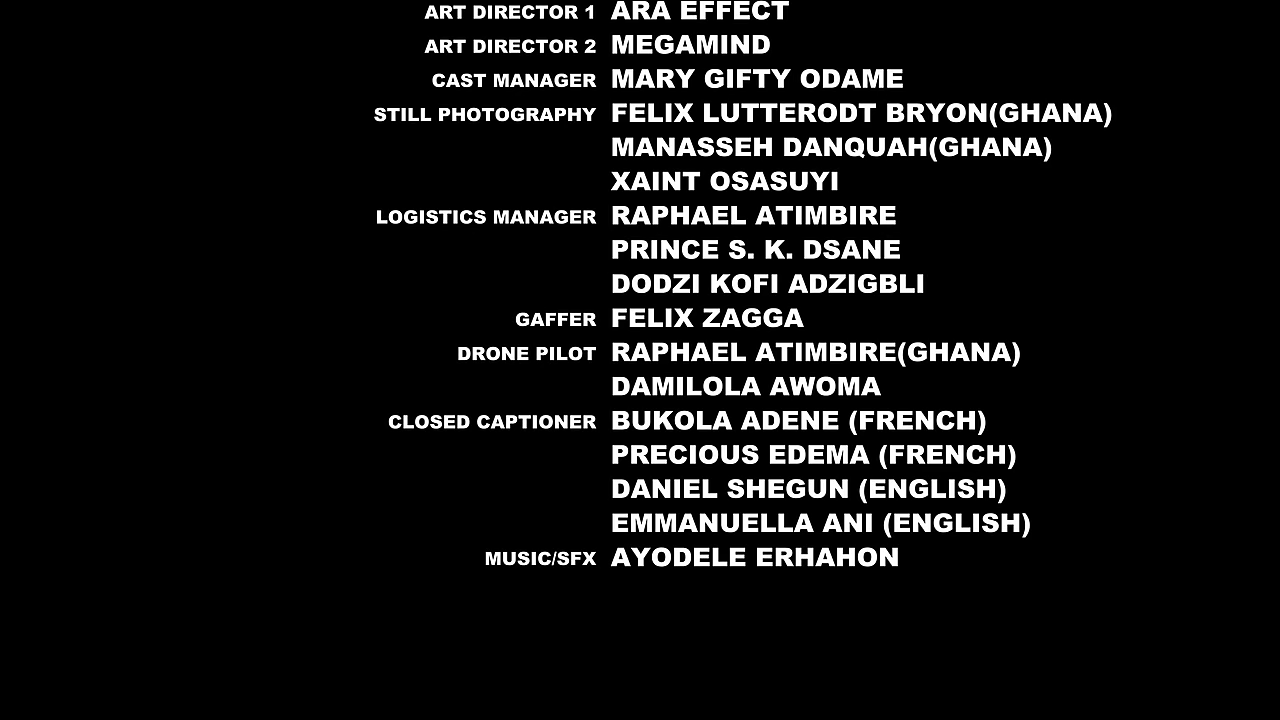 ART DIRECTOR 1 ARA EFFECT
ART DIRECTOR 2 MEGAMIND
CAST MANAGER MARY GIFTY ODAME
STILL PHOTOGRAPHY FELIX LUTTERODT BRYON(GHANA)
MANASSEH DANQUAH(GHANA)
XAINT OSASUYI
LOGISTICS MANAGER RAPHAEL ATIMBIRE
PRINCE S. K. DSANE
DODZI KOFI ADZIGBLI
GAFFER FELIX ZAGGA
DRONE PILOT RAPHAEL ATIMBIRE(GHANA)
DAMILOLA AWOMA
CLOSED CAPTIONER BUKOLA ADENE (FRENCH)
PRECIOUS EDEMA (FRENCH)
DANIEL SHEGUN (ENGLISH)
EMMANUELLA ANI (ENGLISH)
MUSIC/SFX AYODELE ERHAHON